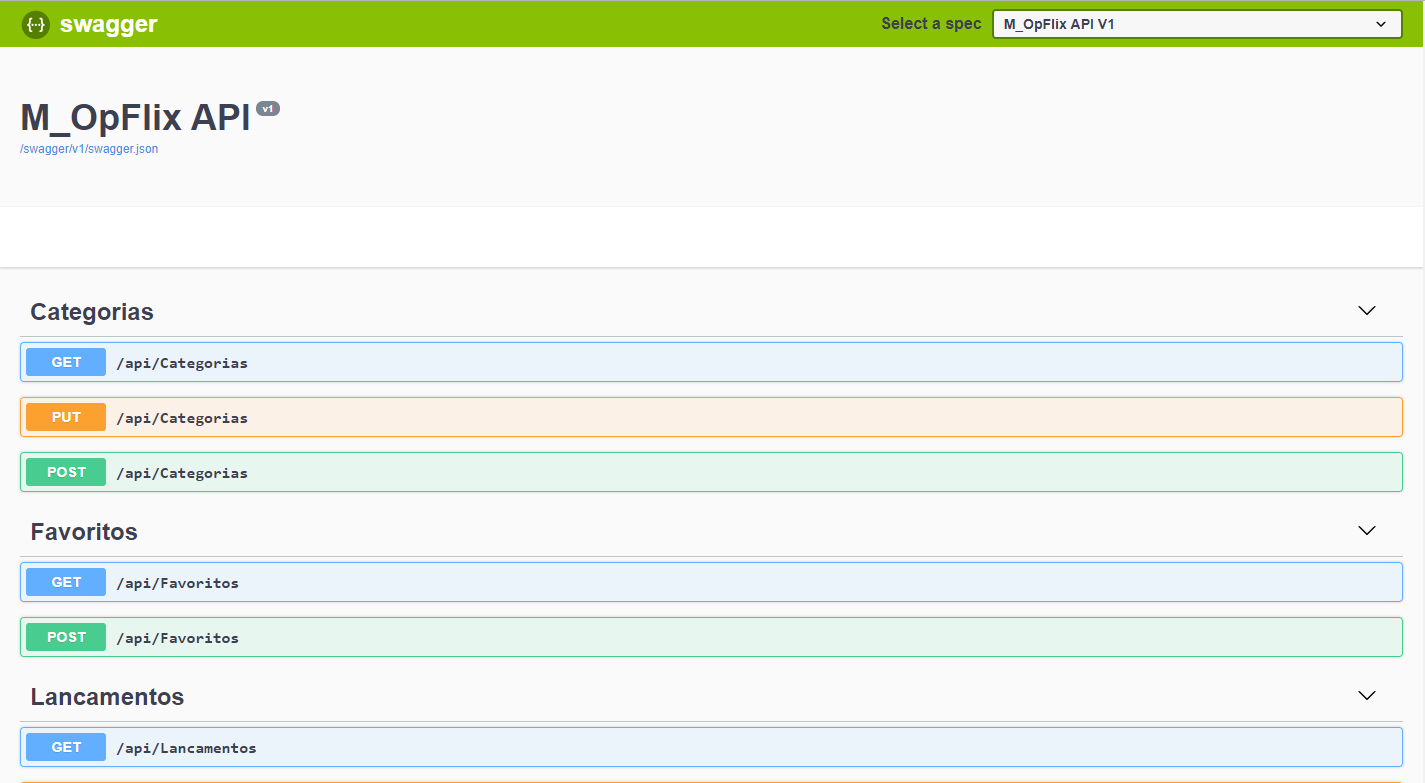 {···} swagger Select a spec M_OpFlix API V1
M_OpFlix API v1
/swagger/v1/swagger.json
Categorias
GET /api/Categorias
PUT /api/Categorias
POST /api/Categorias
Favoritos
GET /api/Favoritos
POST /api/Favoritos
Lancamentos
GET /api/Lancamentos